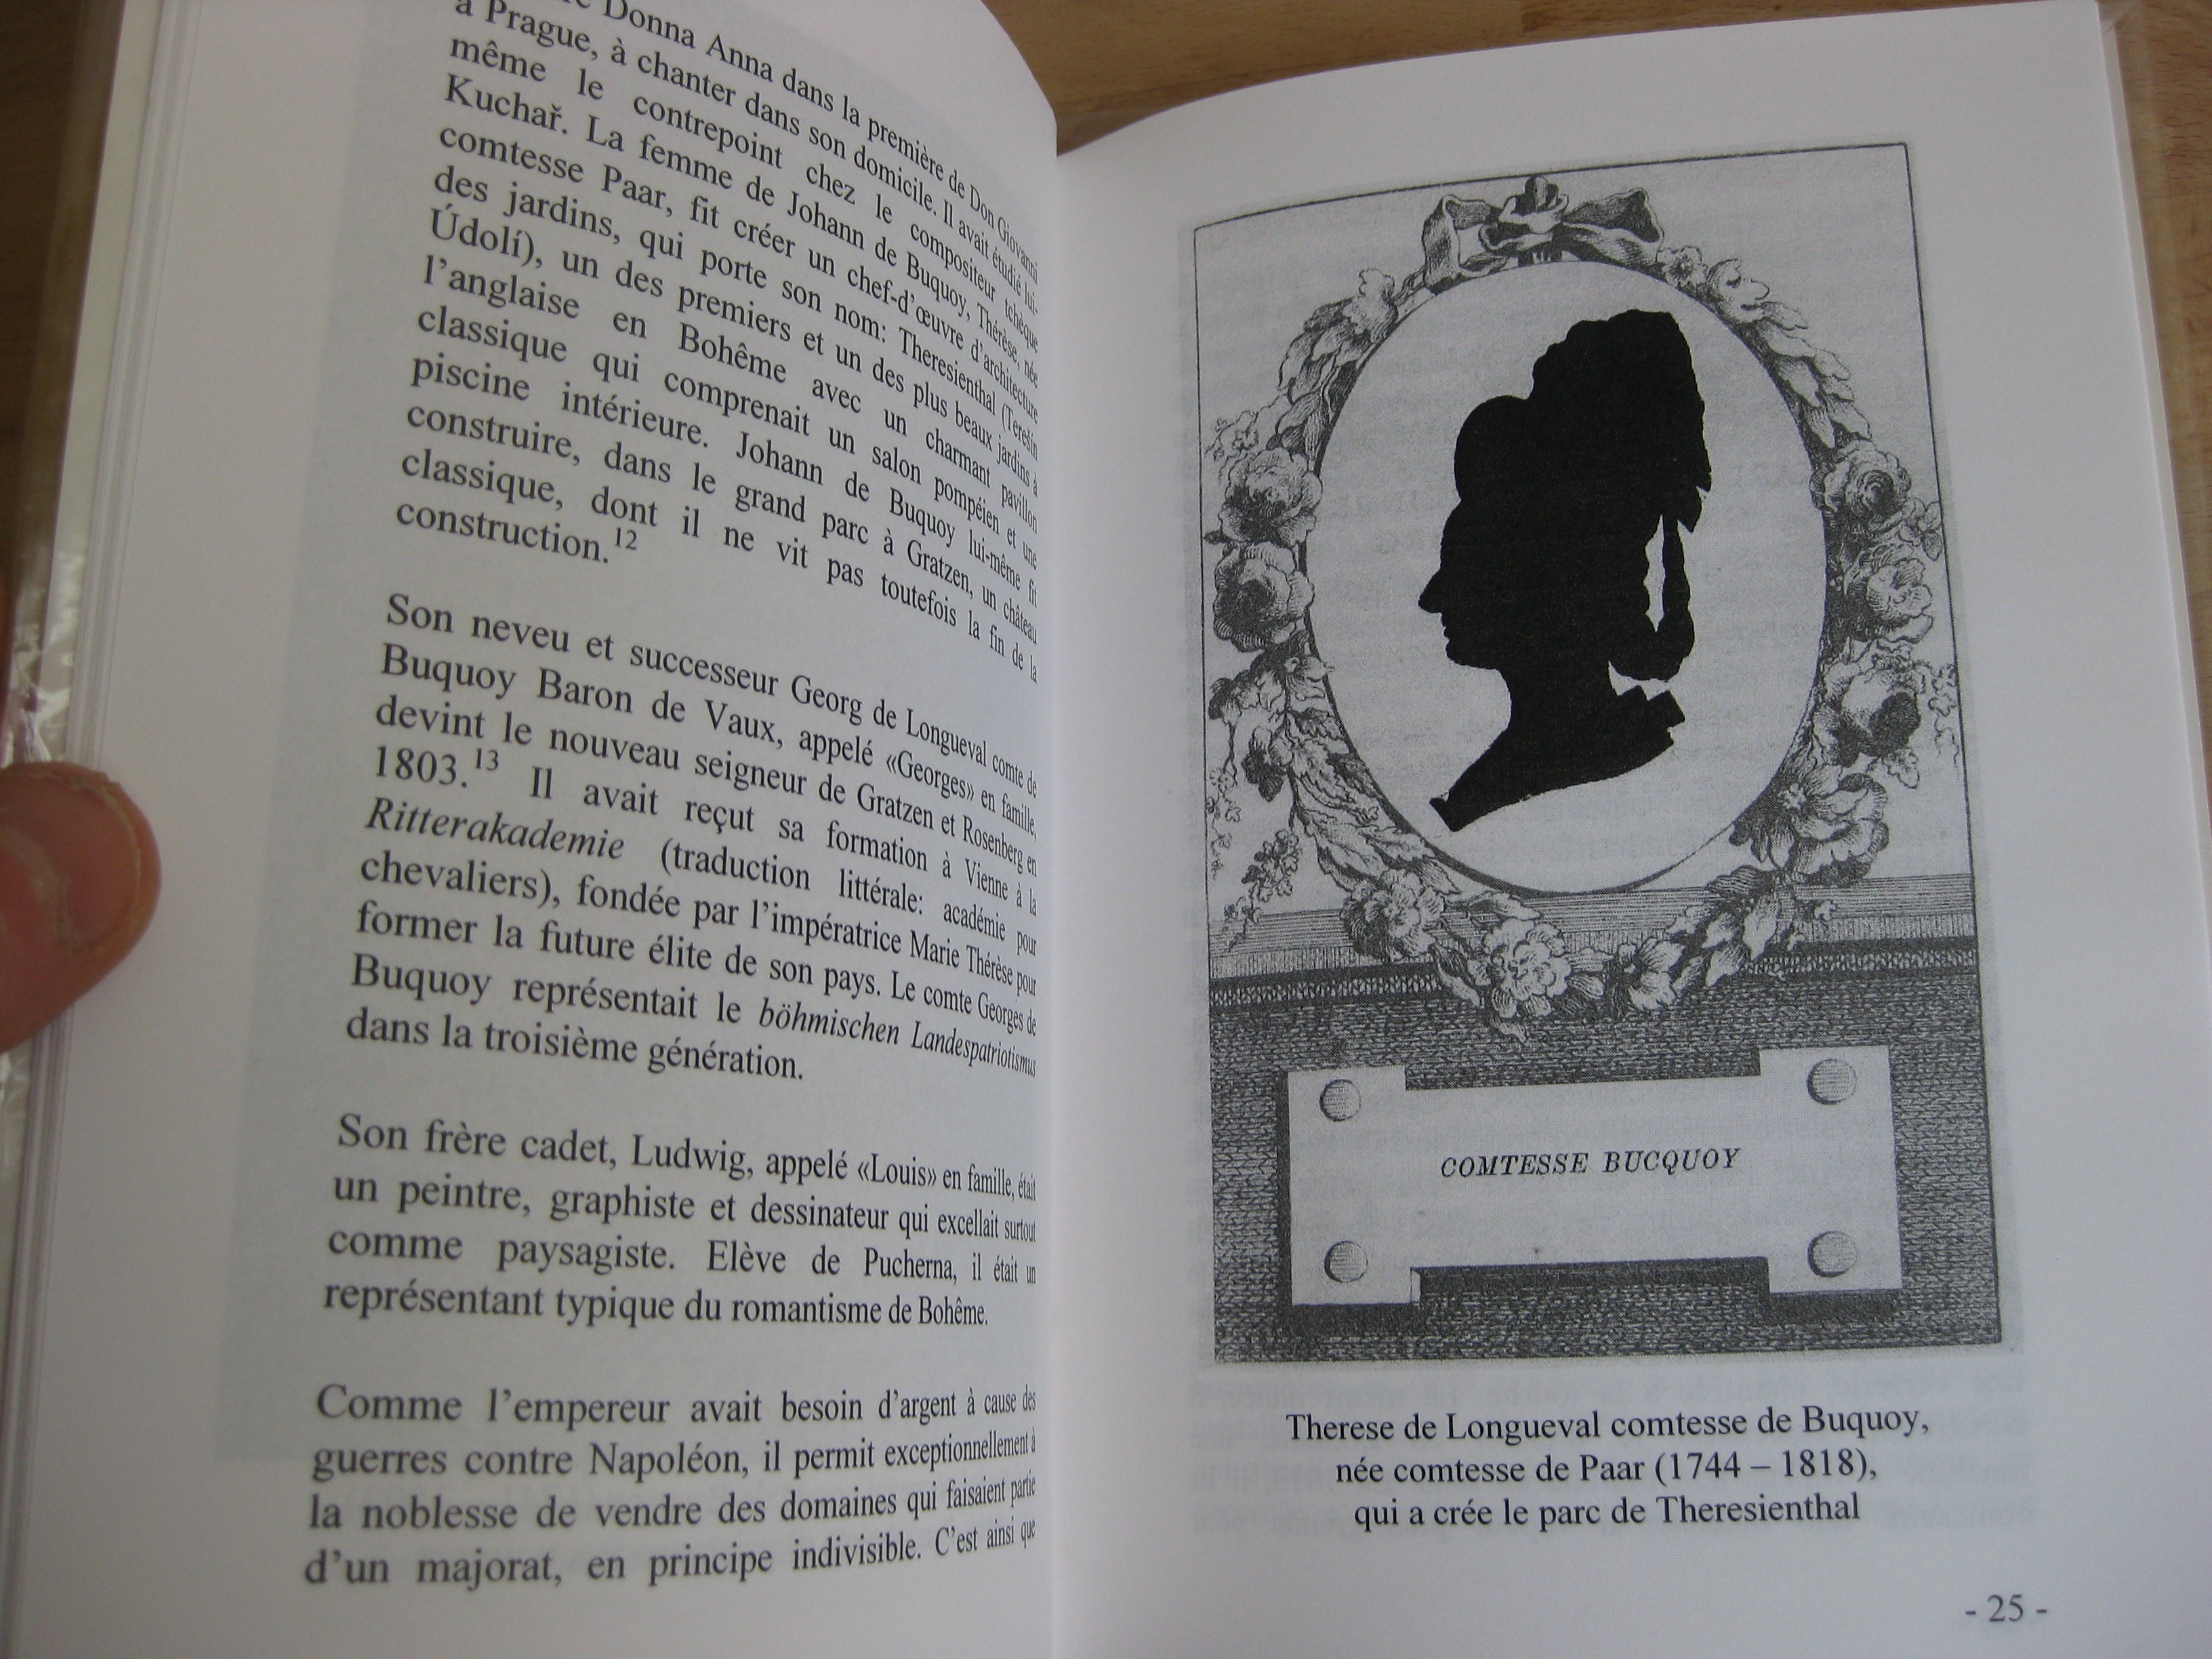 Donna Anna dans la première de Don Giovanni
à Prague, à chanter dans son domicile. Il avait étudié lui-
même le contrepoint chez le compositeur tchèque
Kuchař. La femme de Johann de Buquoy, Thérèse, née
comtesse Paar, fit créer un chef-d’œuvre d’architecture
des jardins, qui porte son nom: Theresienthal (Terešin
Údolí), un des premiers et un des plus beaux jardins à
l’anglaise en Bohême avec un charmant pavillon
classique qui comprenait un salon pompéien et une
piscine intérieure. Johann de Buquoy lui-même fit
construire, dans le grand parc à Gratzen, un château
classique, dont il ne vit pas toutefois la fin de la
construction.12
Son neveu et successeur Georg de Longueval comte de
Buquoy Baron de Vaux, appelé «Georges» en famille,
devint le nouveau seigneur de Gratzen et Rosenberg en
1803.13 Il avait reçut sa formation à Vienne à la
Ritterakademie (traduction littérale: académie pour
chevaliers), fondée par l’impératrice Marie Thérèse pour
former la future élite de son pays. Le comte Georges de
Buquoy représentait le böhmischen Landespatriotismus
dans la troisième génération.
Son frère cadet, Ludwig, appelé «Louis» en famille, était
un peintre, graphiste et dessinateur qui excellait surtout
comme paysagiste. Elève de Pucherna, il était un
représentant typique du romantisme de Bohême.
Comme l’empereur avait besoin d’argent à cause des
guerres contre Napoléon, il permit exceptionnellement à
la noblesse de vendre des domaines qui faisaient partie
d’un majorat, en principe indivisible. C’est ainsi que
COMTESSE BUCQUOY
Therese de Longueval comtesse de Buquoy,
née comtesse de Paar (1744 – 1818),
qui a crée le parc de Theresienthal
- 25 -